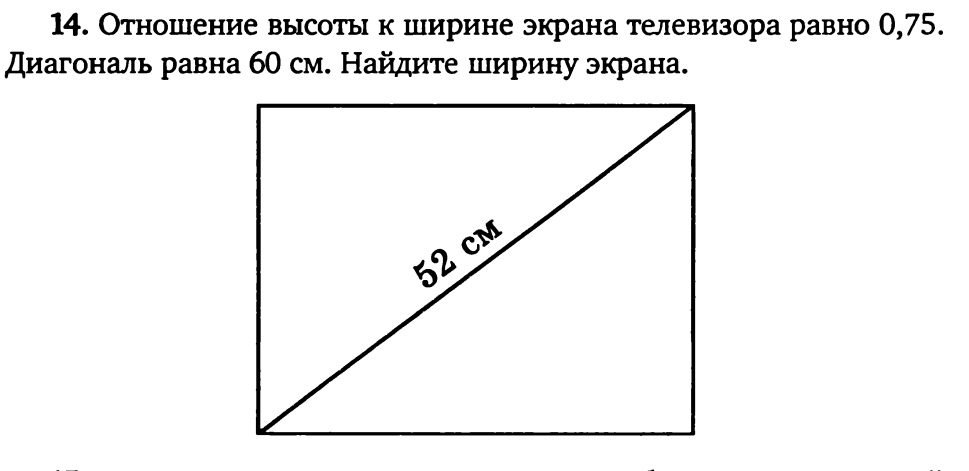 14. Отношение высоты к ширине экрана телевизора равно 0,75.
Диагональ равна 60 см. Найдите ширину экрана.
52 см